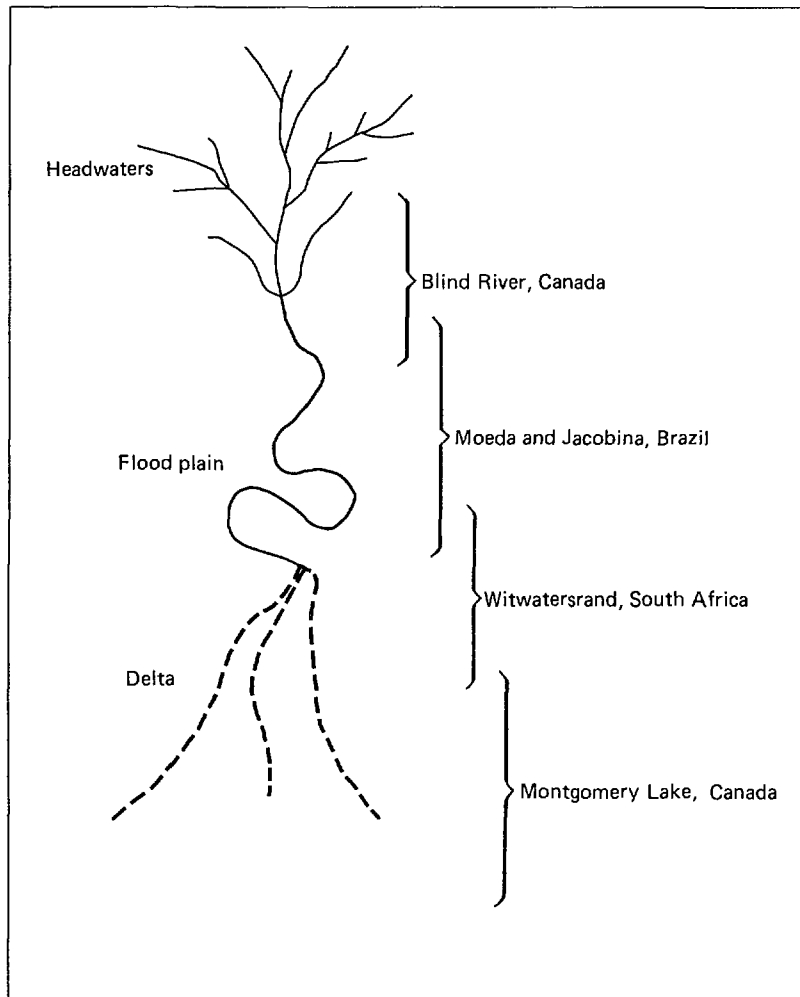 Headwaters
Blind River, Canada
Moeda and Jacobina, Brazil
Flood plain
Witwatersrand, South Africa
Delta
Montgomery Lake, Canada